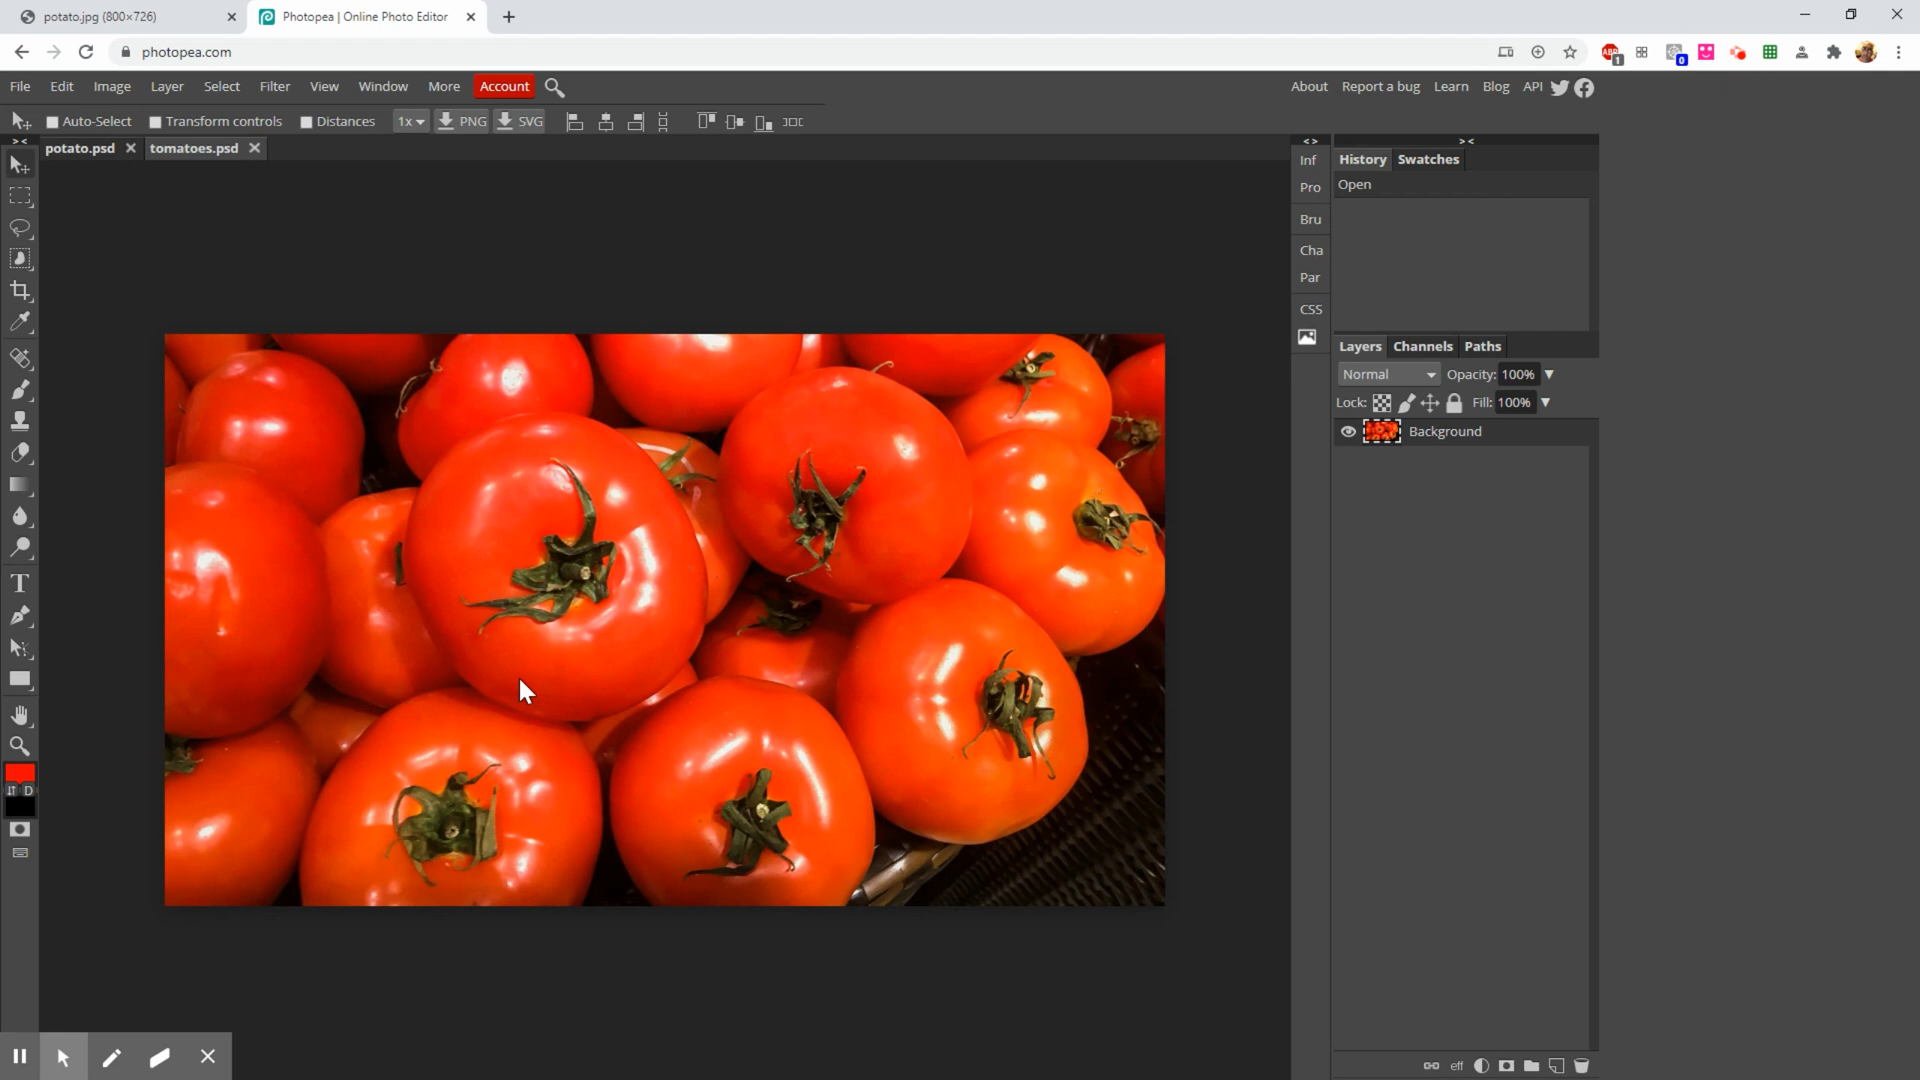 potato.jpg (800×726)
Photopea | Online Photo Editor
photopea.com
1
0
File Edit Image Layer Select Filter View Window More Account
About Report a bug Learn Blog API
Auto-Select Transform controls Distances 1x PNG SVG
potato.psd tomatoes.psd
Inf
Pro
Bru
Cha
Par
CSS
History Swatches
Open
Layers Channels Paths
Normal Opacity: 100%
Lock: Fill: 100%
Background
T
D
eff